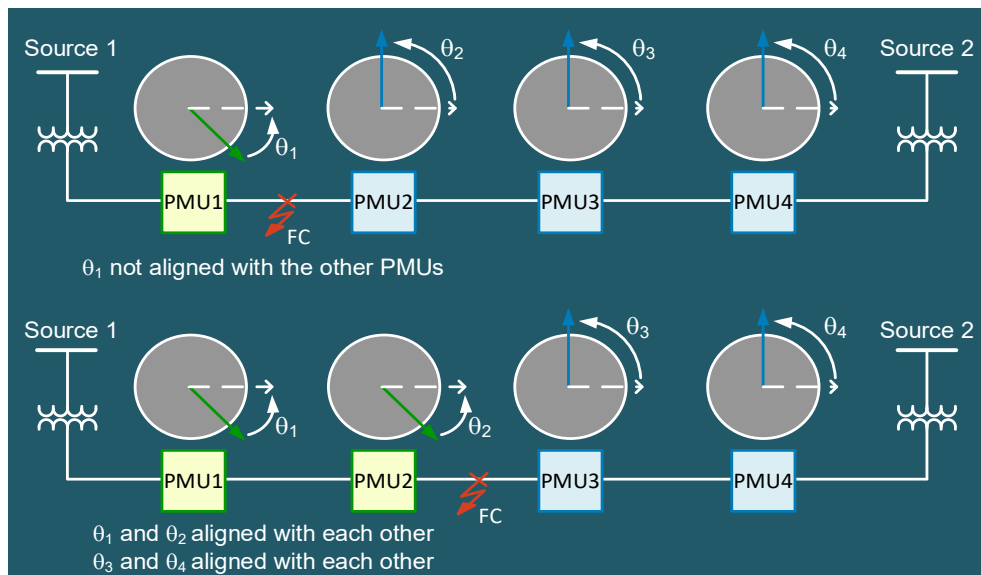 Source 1
θ2
θ3
θ4
Source 2
θ1
PMU1
PMU2
PMU3
PMU4
FC
θ1 not aligned with the other PMUs
Source 1
θ3
θ4
Source 2
θ1
θ2
PMU1
PMU2
PMU3
PMU4
FC
θ1 and θ2 aligned with each other
θ3 and θ4 aligned with each other